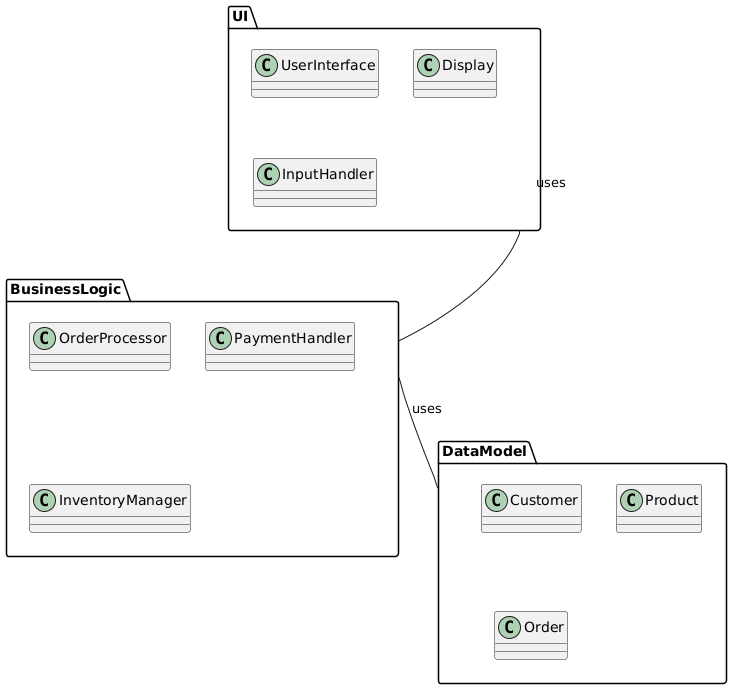 UI
C UserInterface
C Display
C InputHandler
uses
BusinessLogic
C OrderProcessor
C PaymentHandler
C InventoryManager
uses
DataModel
C Customer
C Product
C Order